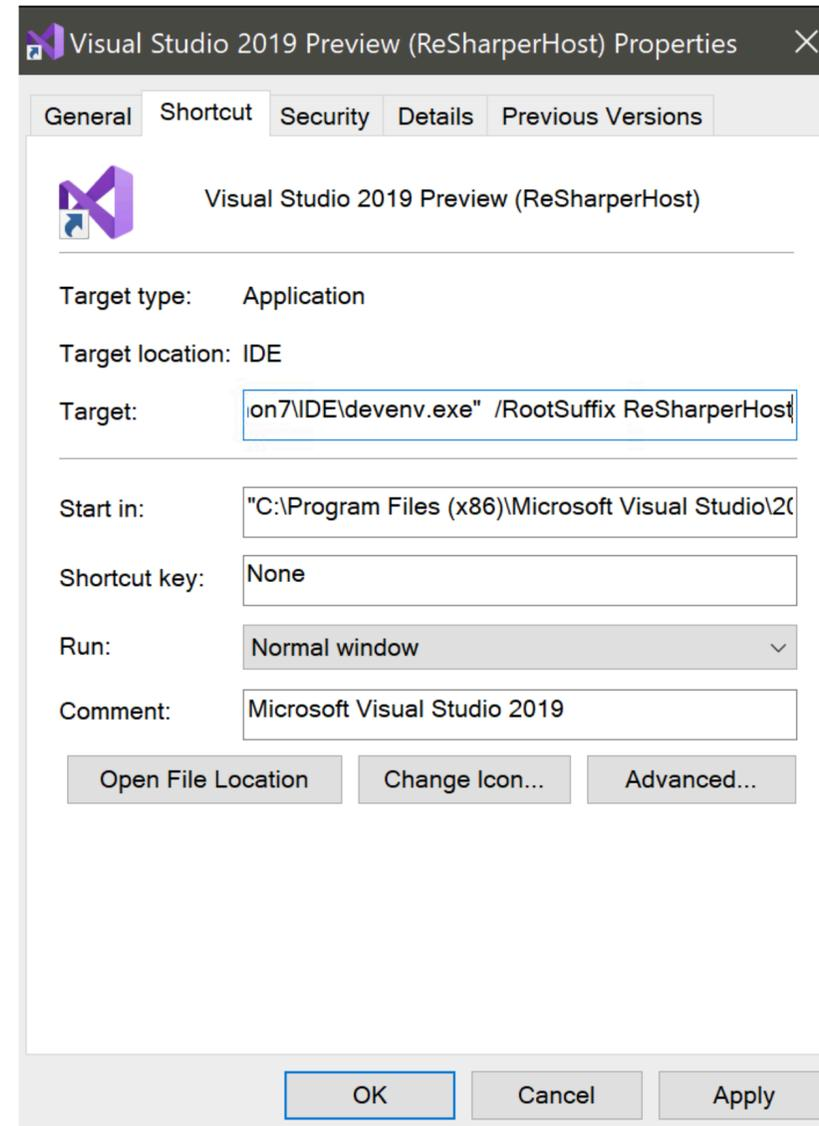 Visual Studio 2019 Preview (ReSharperHost) Properties
General Shortcut Security Details Previous Versions
Visual Studio 2019 Preview (ReSharperHost)
Target type: Application
Target location: IDE
Target: on7\IDE\devenv.exe"  /RootSuffix ReSharperHost
Start in: "C:\Program Files (x86)\Microsoft Visual Studio\20
Shortcut key: None
Run: Normal window
Comment: Microsoft Visual Studio 2019
Open File Location Change Icon... Advanced...
OK Cancel Apply